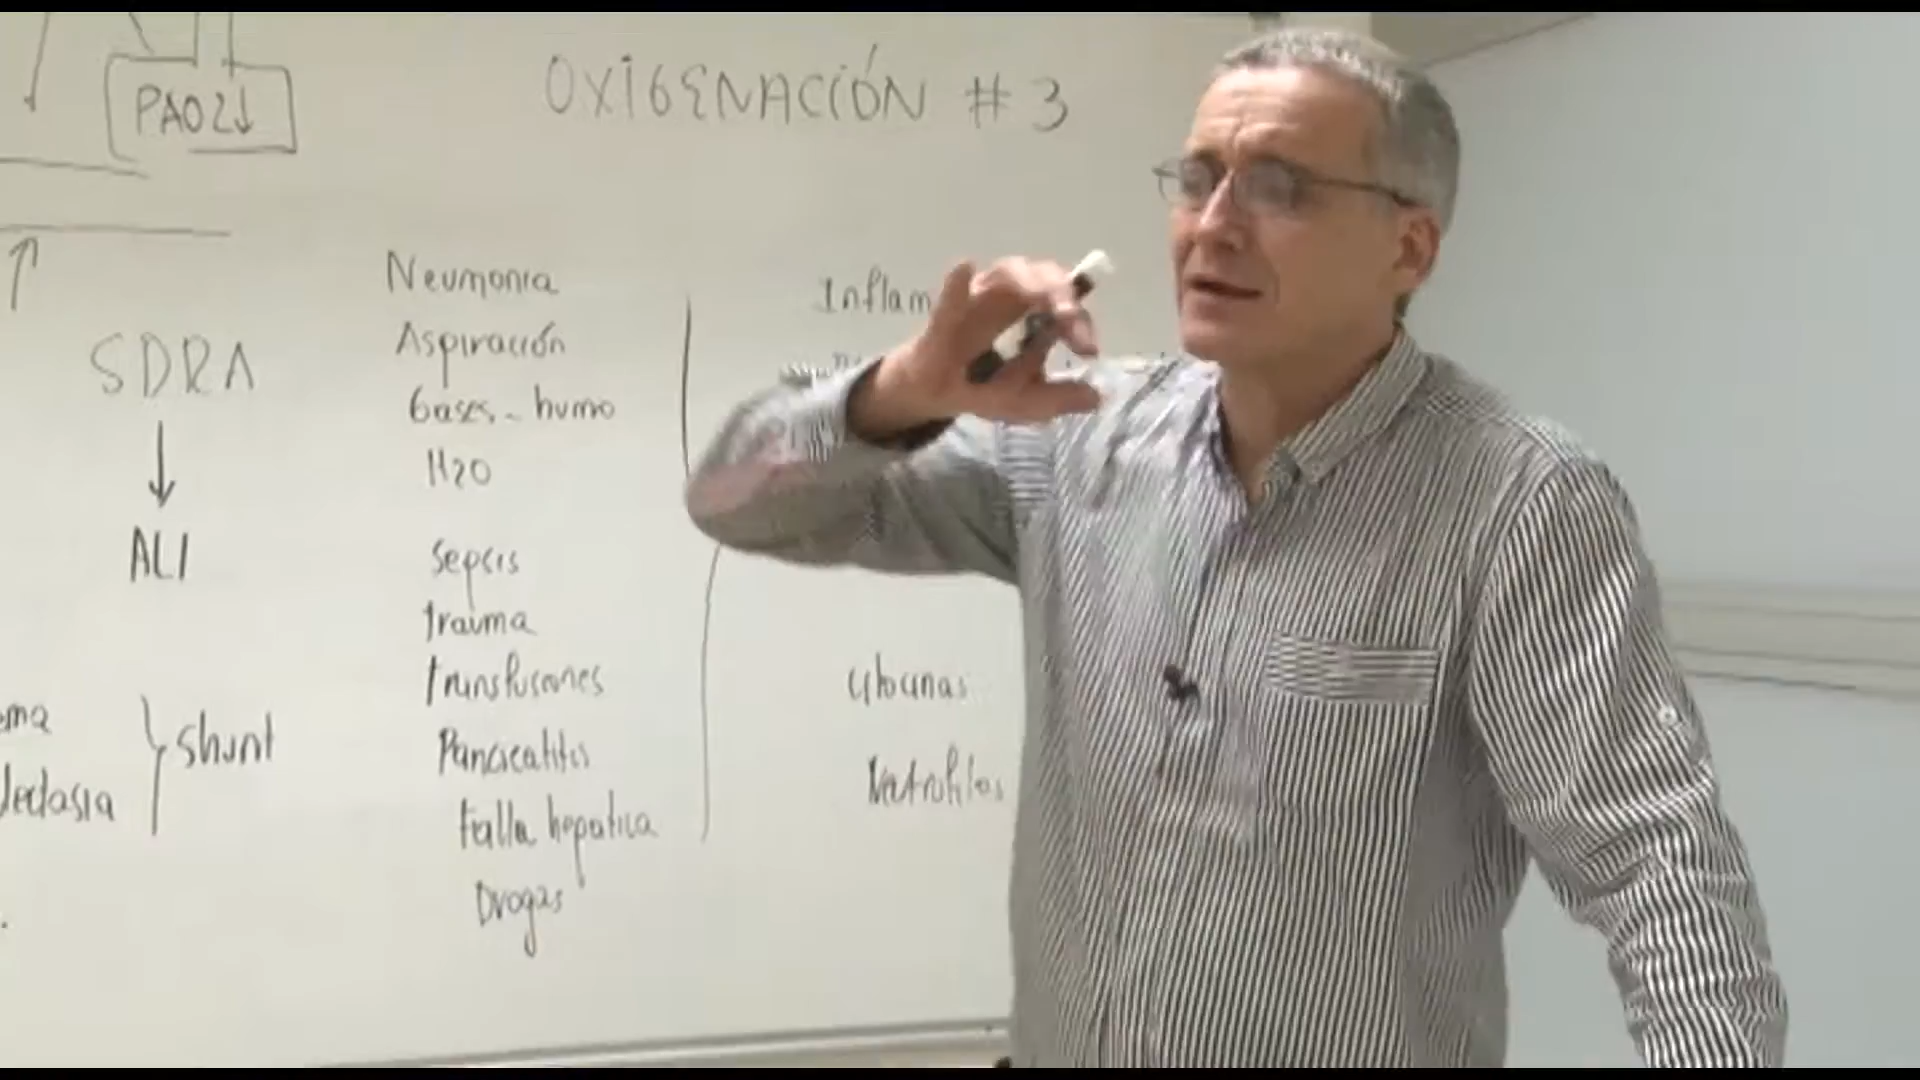 PAO2↓
OXIGENACIÓN # 3
↑
SDRA
↓
ALI
Neumonia
Aspiración
Gases - humo
H2O
Sepsis
trauma
transfusiones
Pancreatitis
falla hepatica
Drogas
Inflam
Citocinas
Neutrofilos
ema
lectasia
} shunt